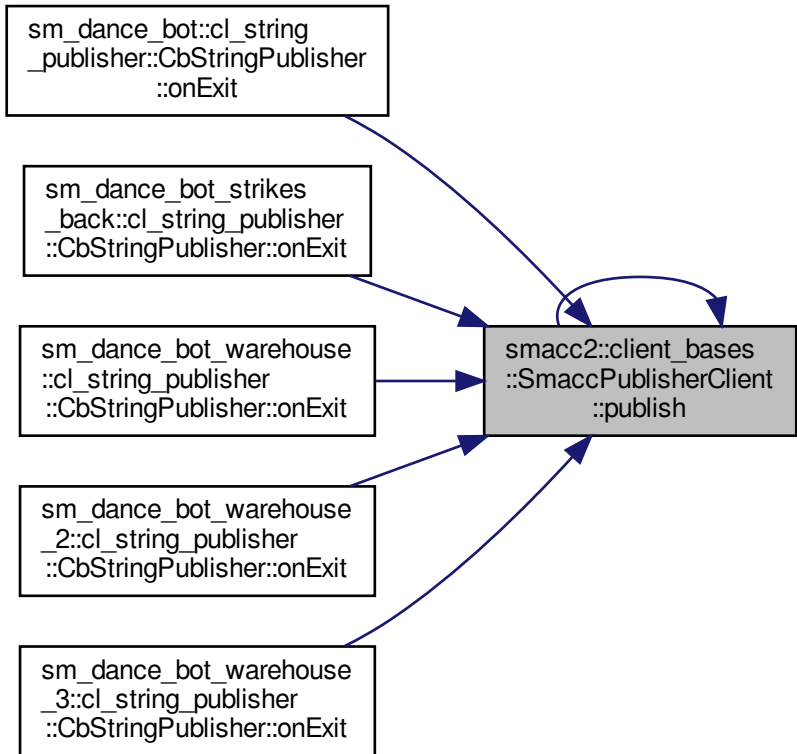 sm_dance_bot::cl_string
_publisher::CbStringPublisher
::onExit
sm_dance_bot_strikes
_back::cl_string_publisher
::CbStringPublisher::onExit
sm_dance_bot_warehouse
::cl_string_publisher
::CbStringPublisher::onExit
smacc2::client_bases
::SmaccPublisherClient
::publish
sm_dance_bot_warehouse
_2::cl_string_publisher
::CbStringPublisher::onExit
sm_dance_bot_warehouse
_3::cl_string_publisher
::CbStringPublisher::onExit